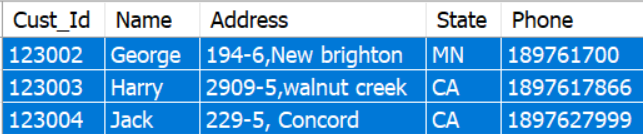 Cust_Id Name Address State Phone
123002 George 194-6,New brighton MN 189761700
123003 Harry 2909-5,walnut creek CA 1897617866
123004 Jack 229-5, Concord CA 1897627999